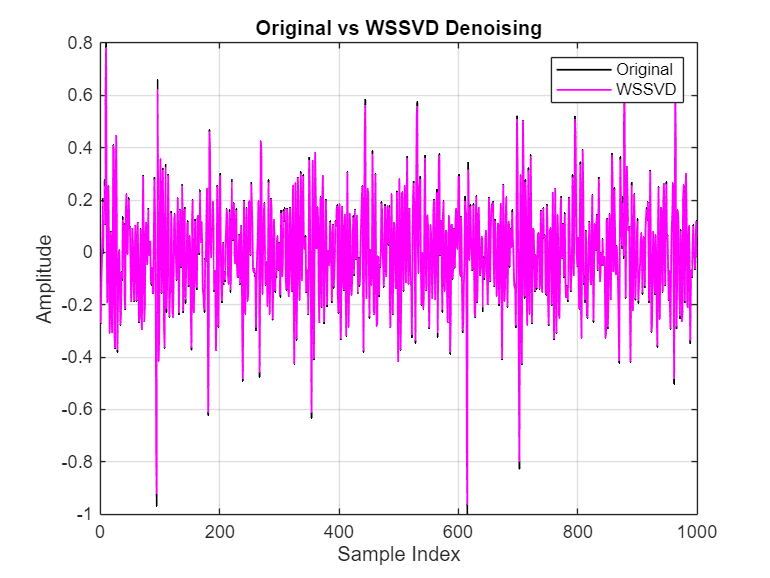 Original vs WSSVD Denoising
Original
WSSVD
0.8
0.6
0.4
0.2
0
-0.2
-0.4
-0.6
-0.8
-1
Amplitude
0 200 400 600 800 1000
Sample Index